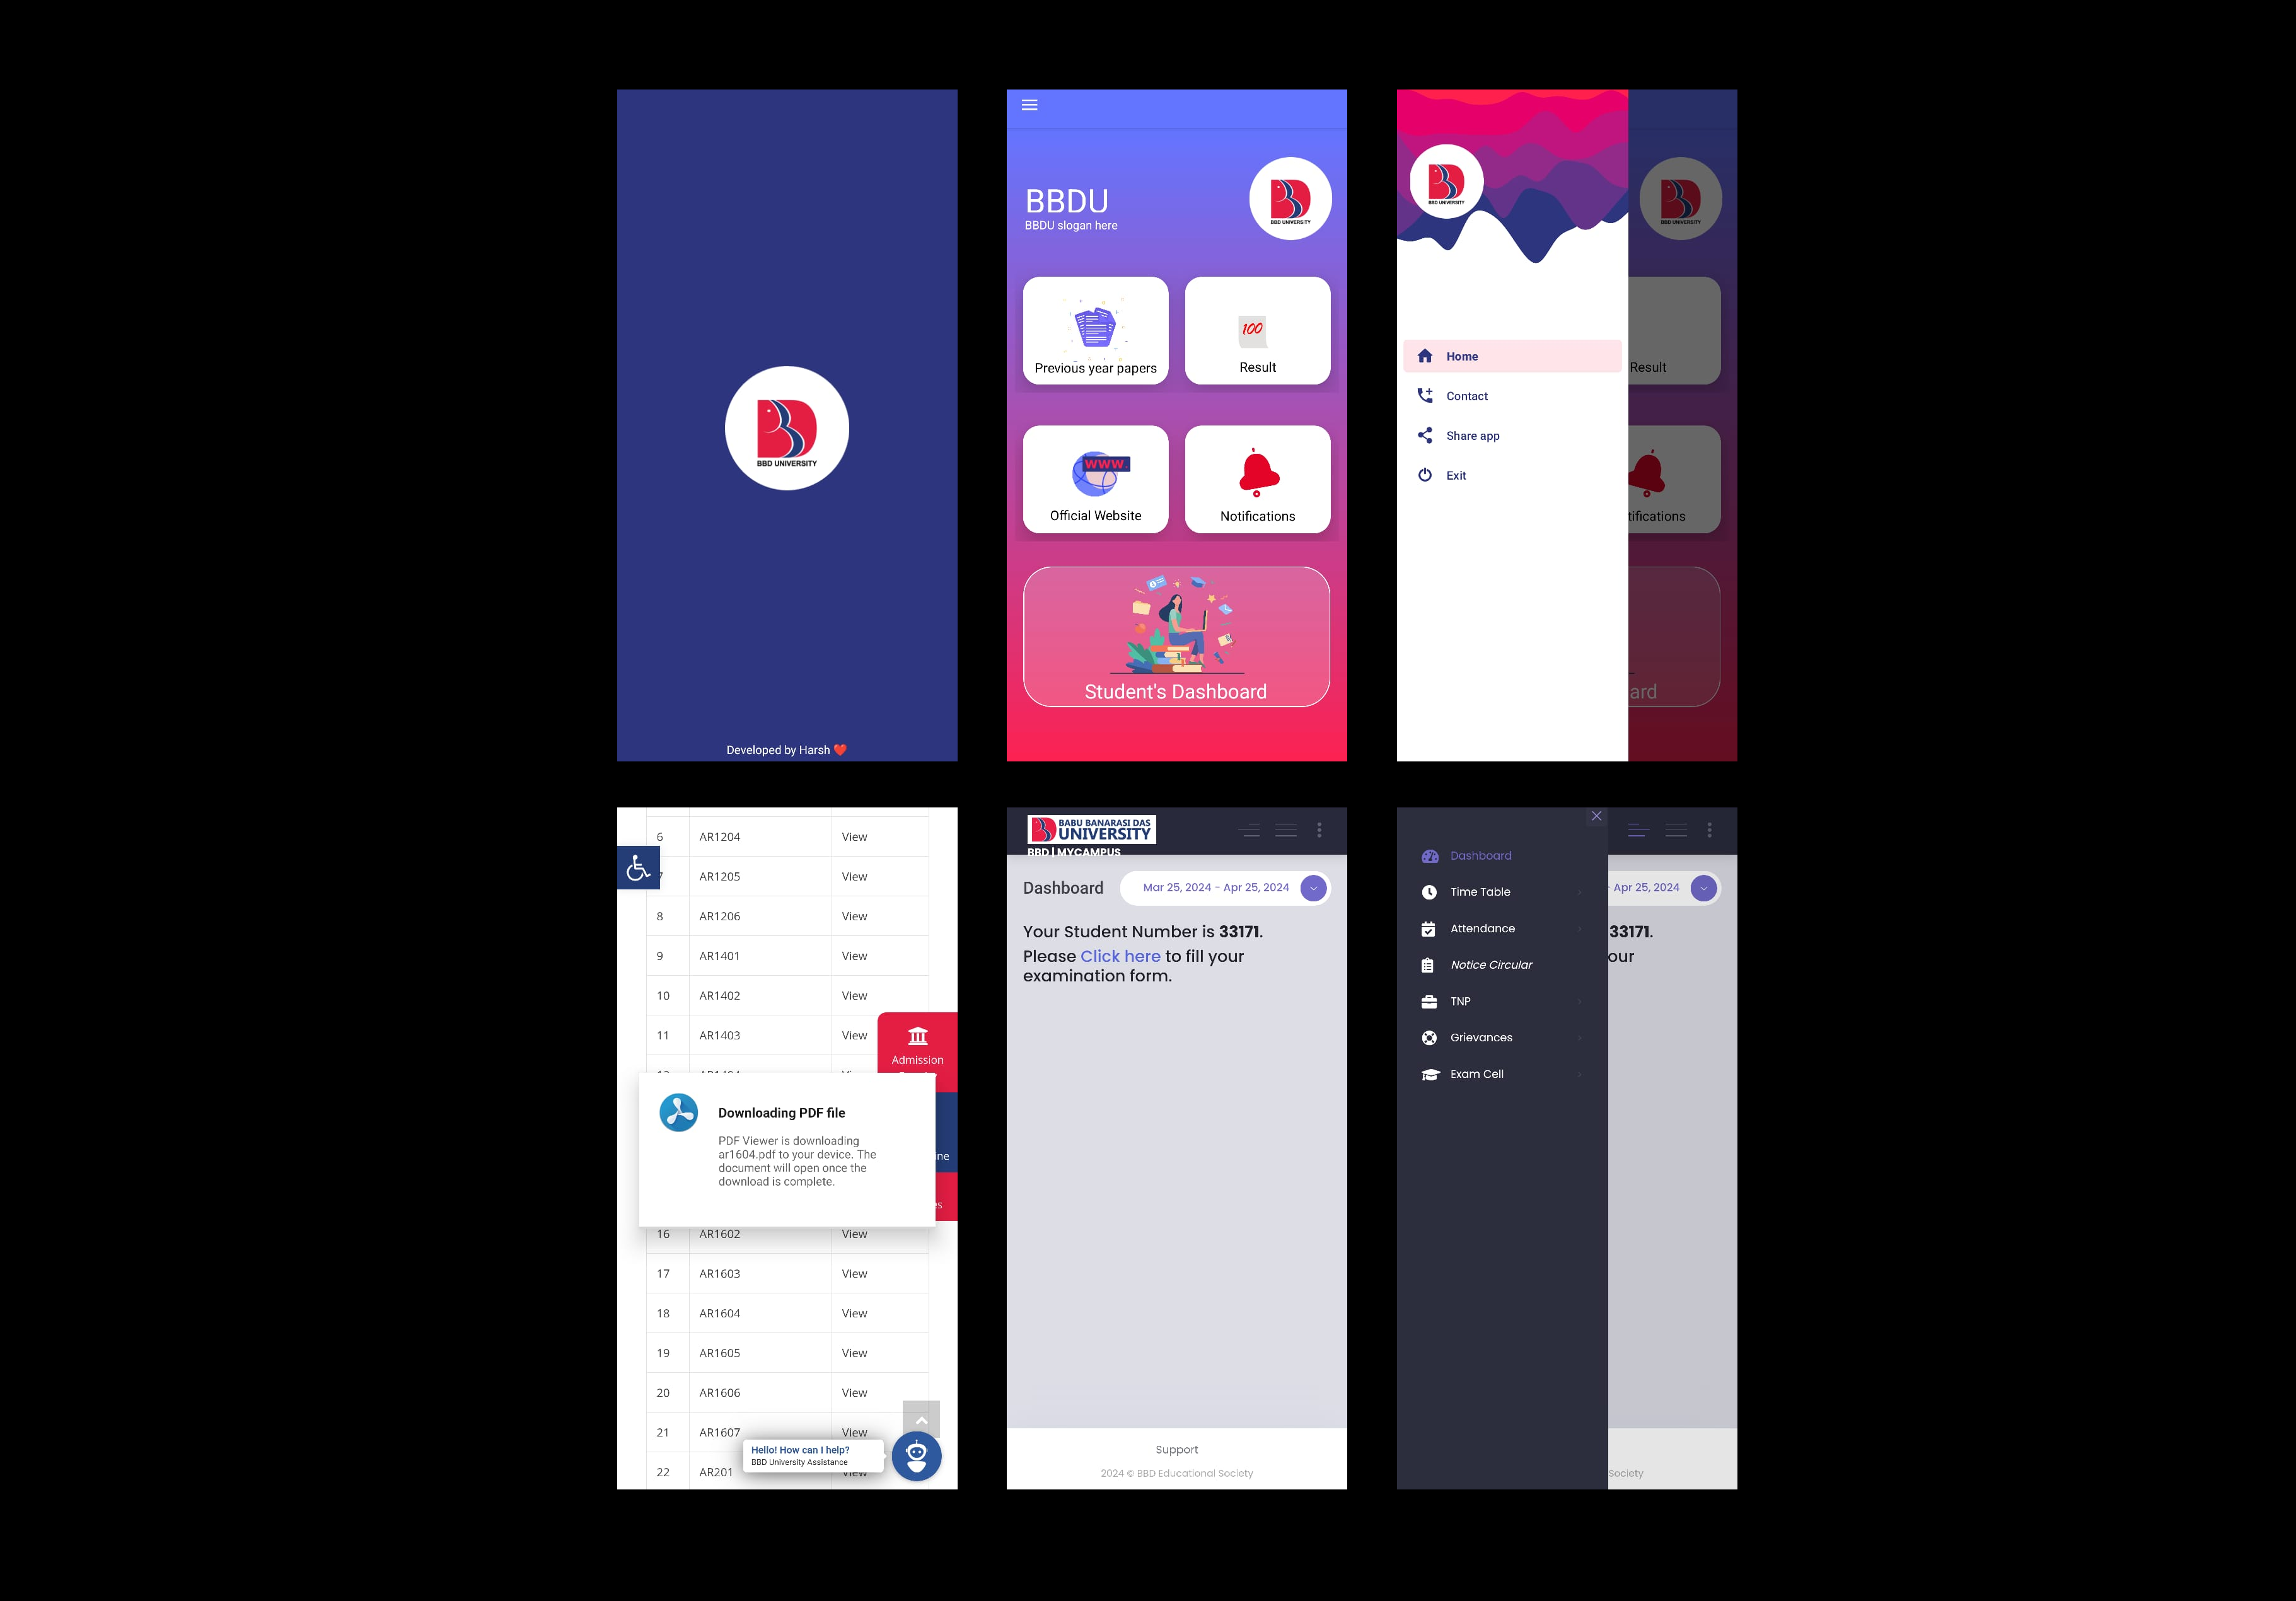 BBD UNIVERSITY
Developed by Harsh ❤️
BBDU
BBDU slogan here
BBD UNIVERSITY
Previous year papers
100
Result
WWW.
Official Website
Notifications
Student's Dashboard
BBD UNIVERSITY
BBD UNIVERSITY
Home
Contact
Share app
Exit
Result
tifications
ard
6 AR1204 View
7 AR1205 View
8 AR1206 View
9 AR1401 View
10 AR1402 View
11 AR1403 View
Admission
Downloading PDF file
PDF Viewer is downloading
ar1604.pdf to your device. The
document will open once the
download is complete.
ine
es
16 AR1602 View
17 AR1603 View
18 AR1604 View
19 AR1605 View
20 AR1606 View
21 AR1607 View
Hello! How can I help?
BBD University Assistance
22 AR201 View
BABU BANARASI DAS
UNIVERSITY
BBD | MYCAMPUS
Dashboard
Mar 25, 2024 - Apr 25, 2024
Your Student Number is 33171.
Please Click here to fill your
examination form.
Support
2024 © BBD Educational Society
Dashboard
Time Table
Attendance
Notice Circular
TNP
Grievances
Exam Cell
- Apr 25, 2024
33171.
our
Society